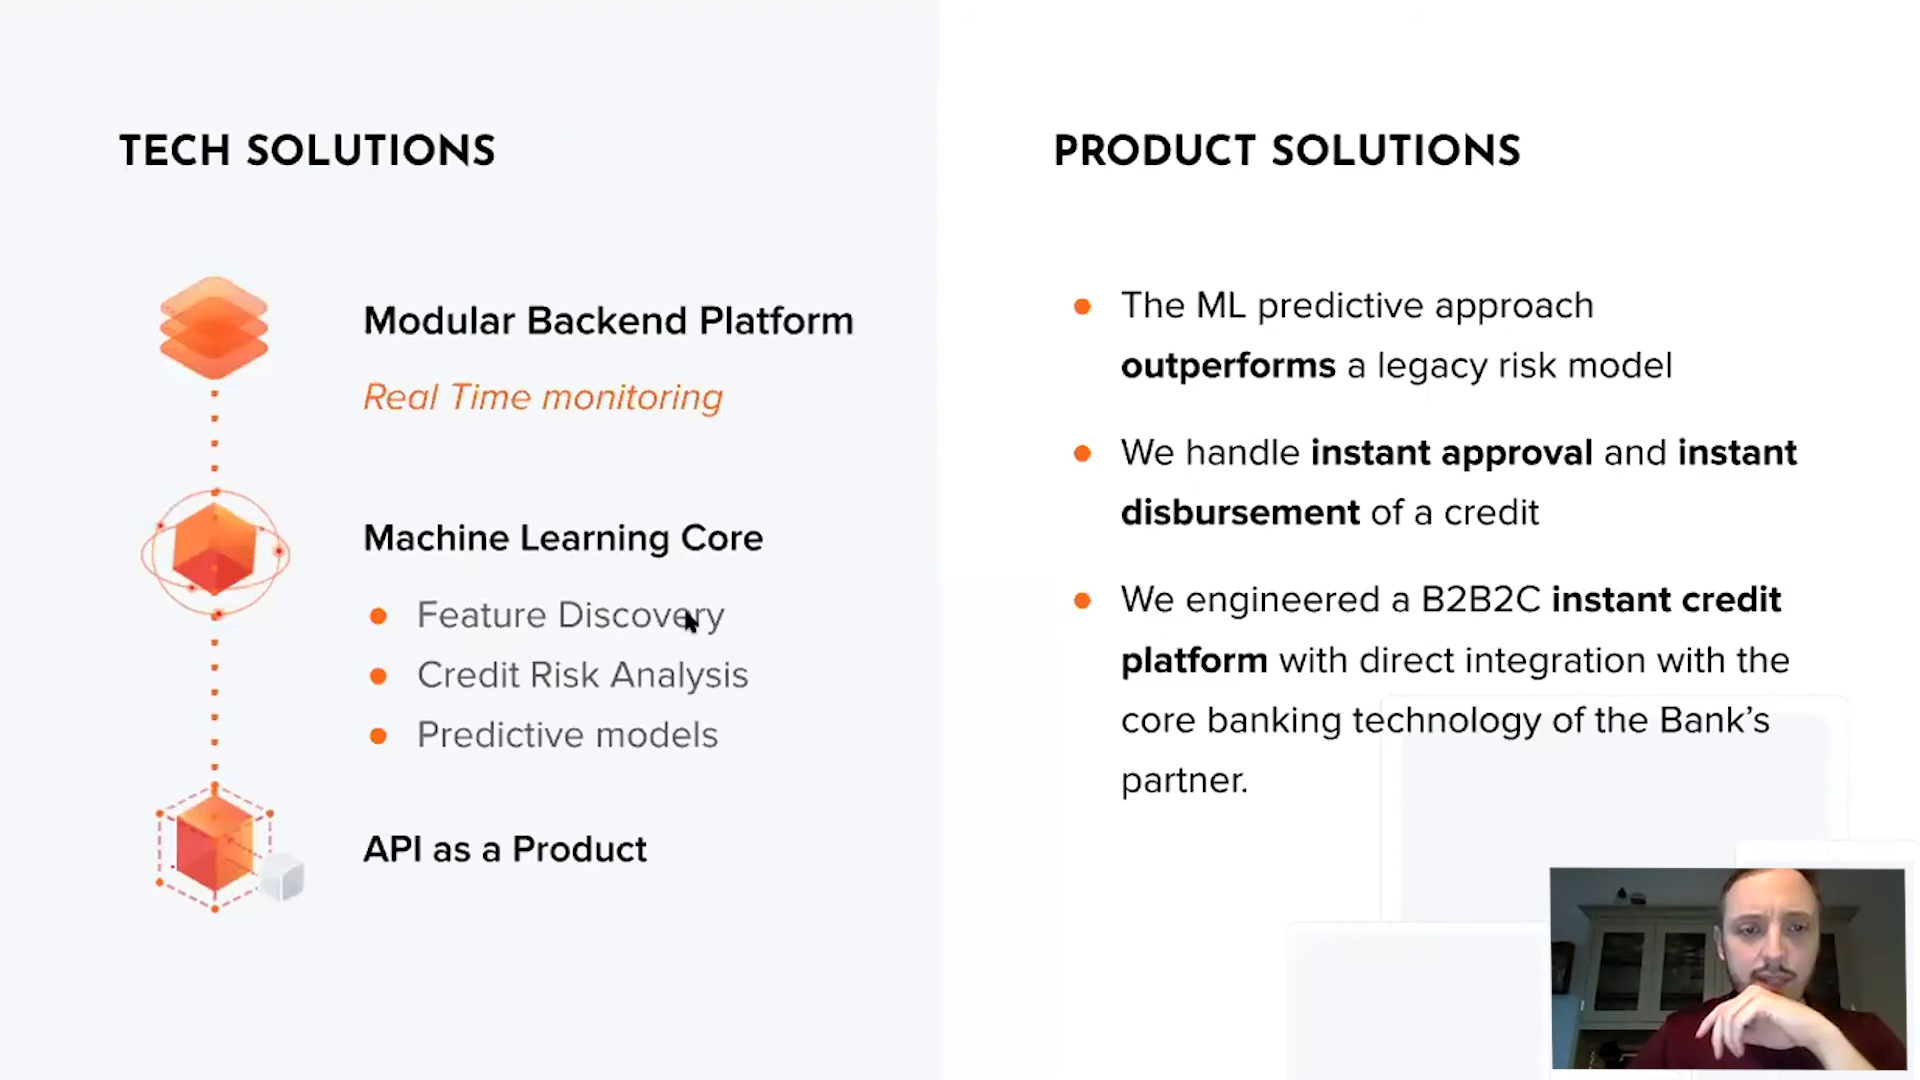 TECH SOLUTIONS
Modular Backend Platform
Real Time monitoring
Machine Learning Core
Feature Discovery
Credit Risk Analysis
Predictive models
API as a Product
PRODUCT SOLUTIONS
The ML predictive approach
outperforms a legacy risk model
We handle instant approval and instant
disbursement of a credit
We engineered a B2B2C instant credit
platform with direct integration with the
core banking technology of the Bank’s
partner.